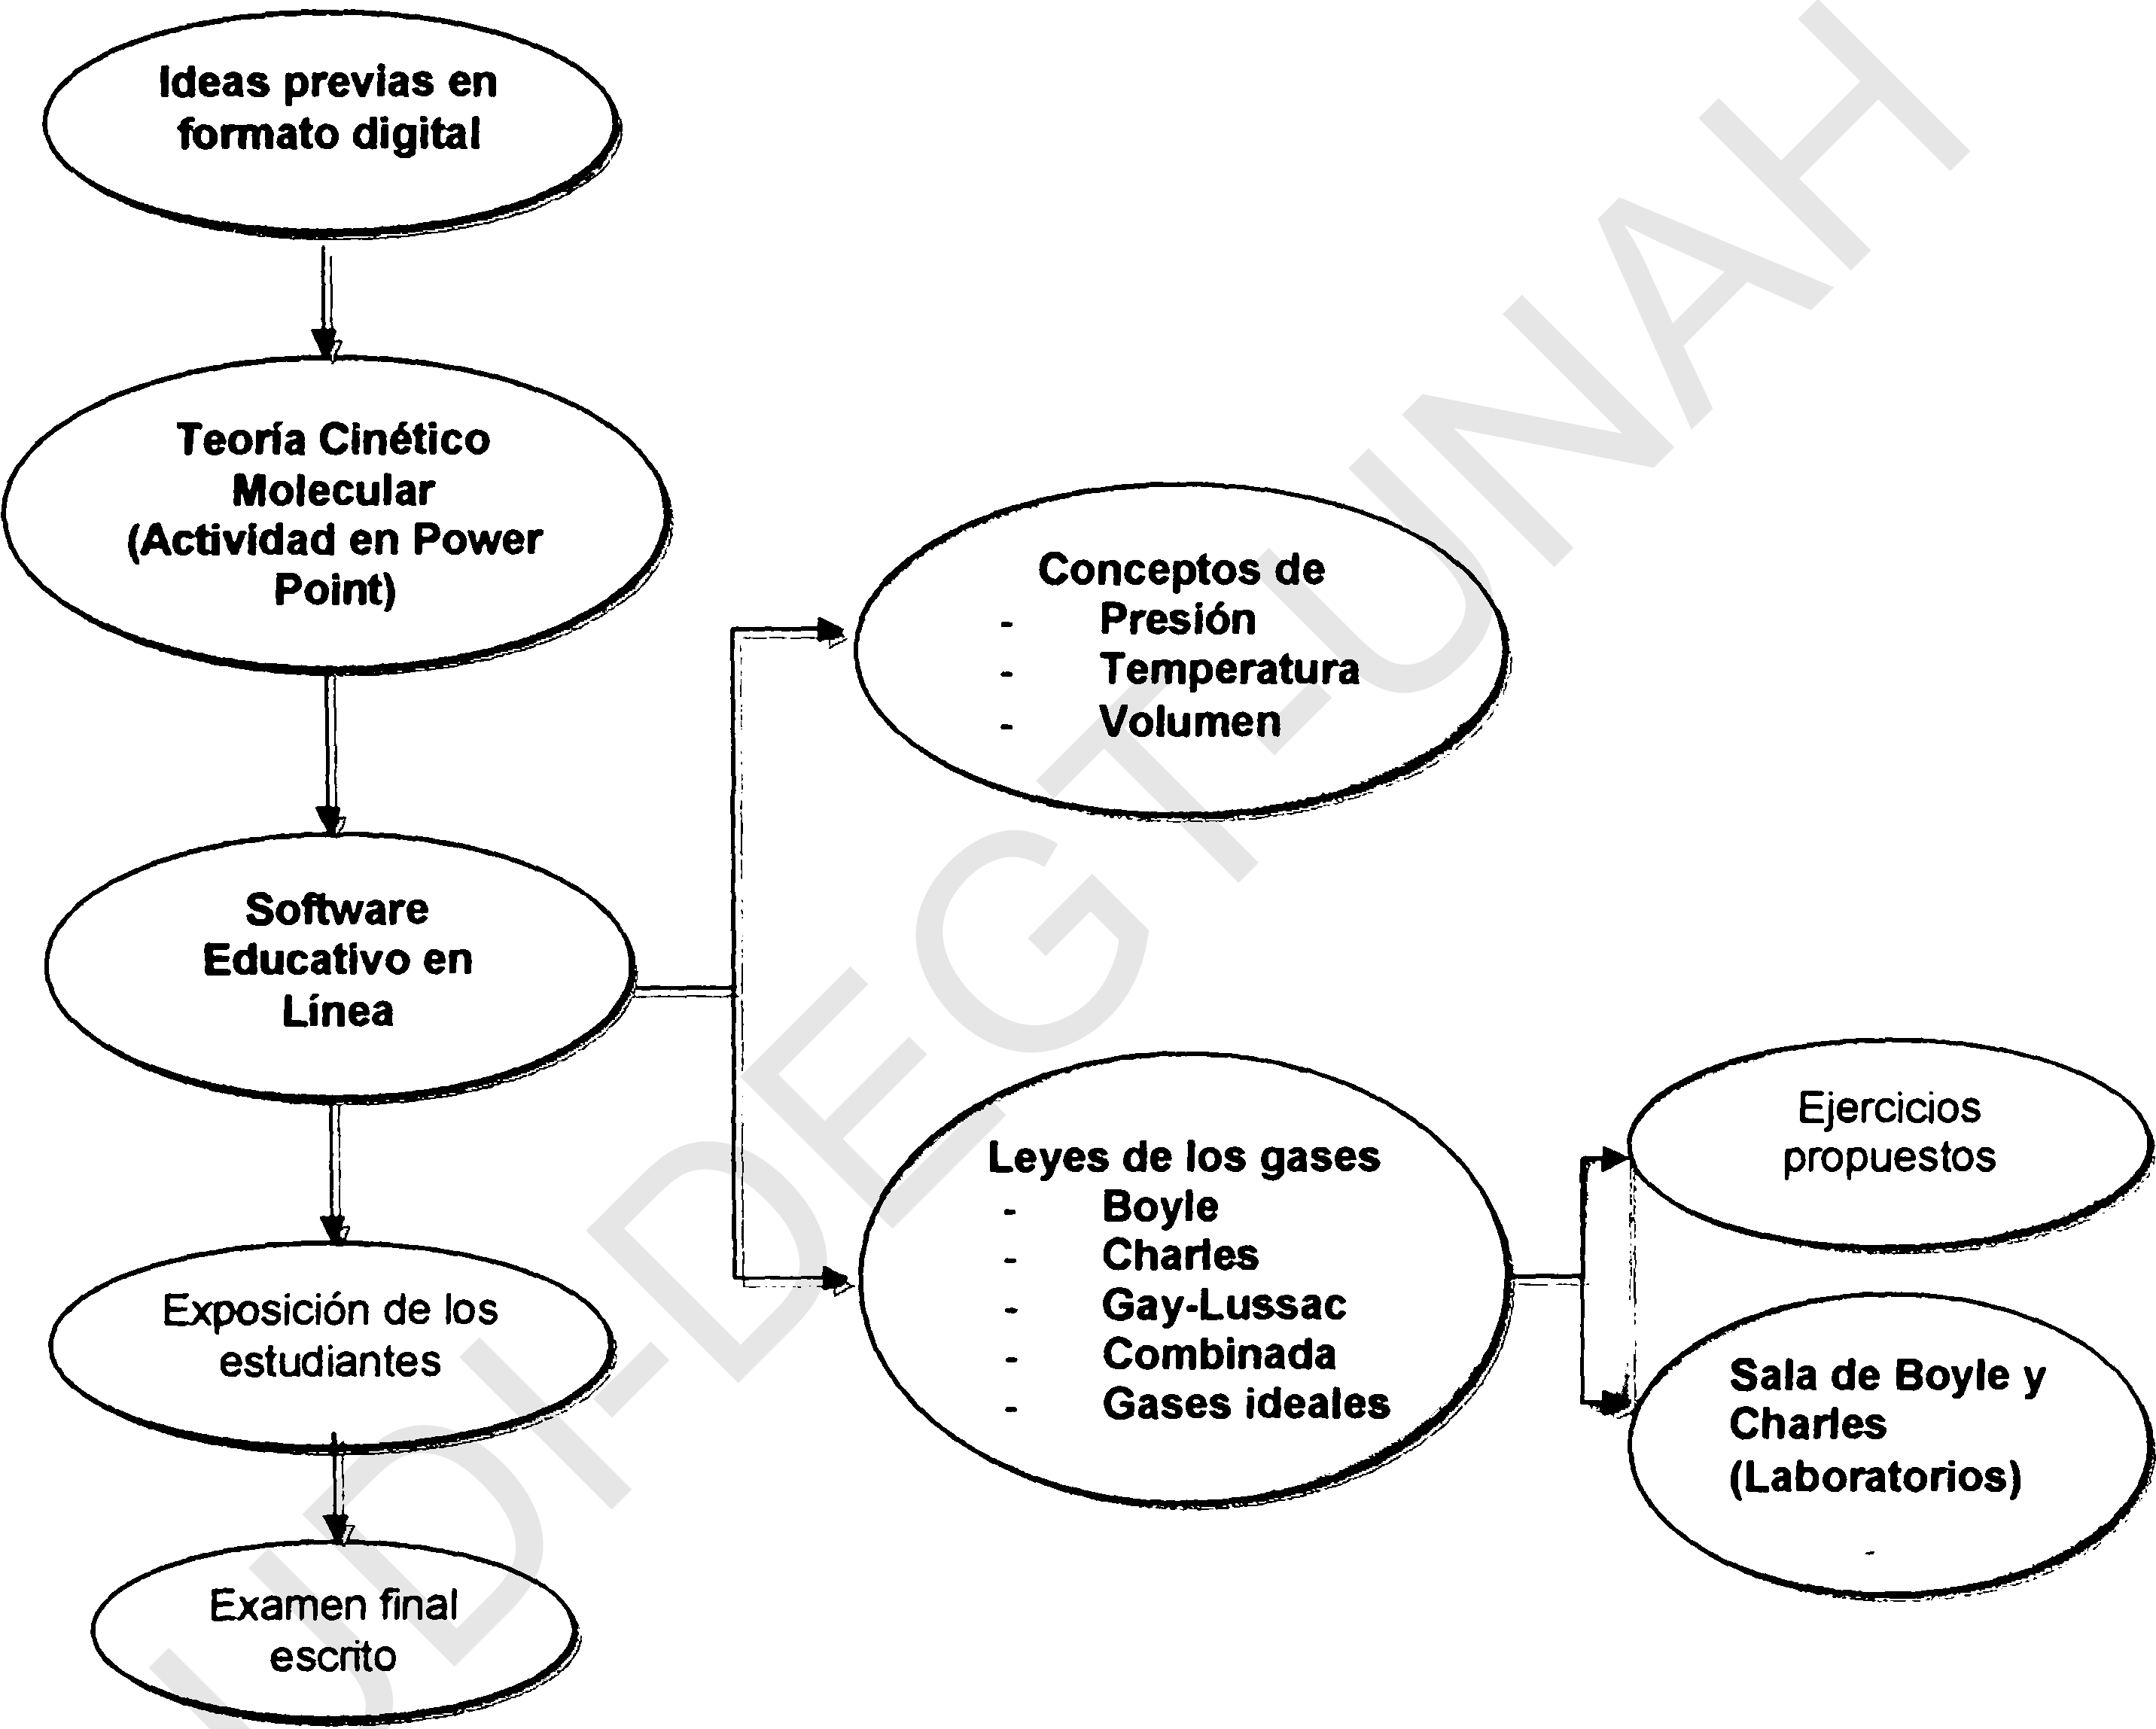 Ideas previas en
formato digital
Teoría Cinético
Molecular
(Actividad en Power
Point)
Software
Educativo en
Línea
Exposición de los
estudiantes
Examen final
escrito
Conceptos de
- Presión
- Temperatura
- Volumen
Leyes de los gases
- Boyle
- Charles
- Gay-Lussac
- Combinada
- Gases ideales
Ejercicios
propuestos
Sala de Boyle y
Charles
(Laboratorios)
-
UDI-DEGT-UNAH